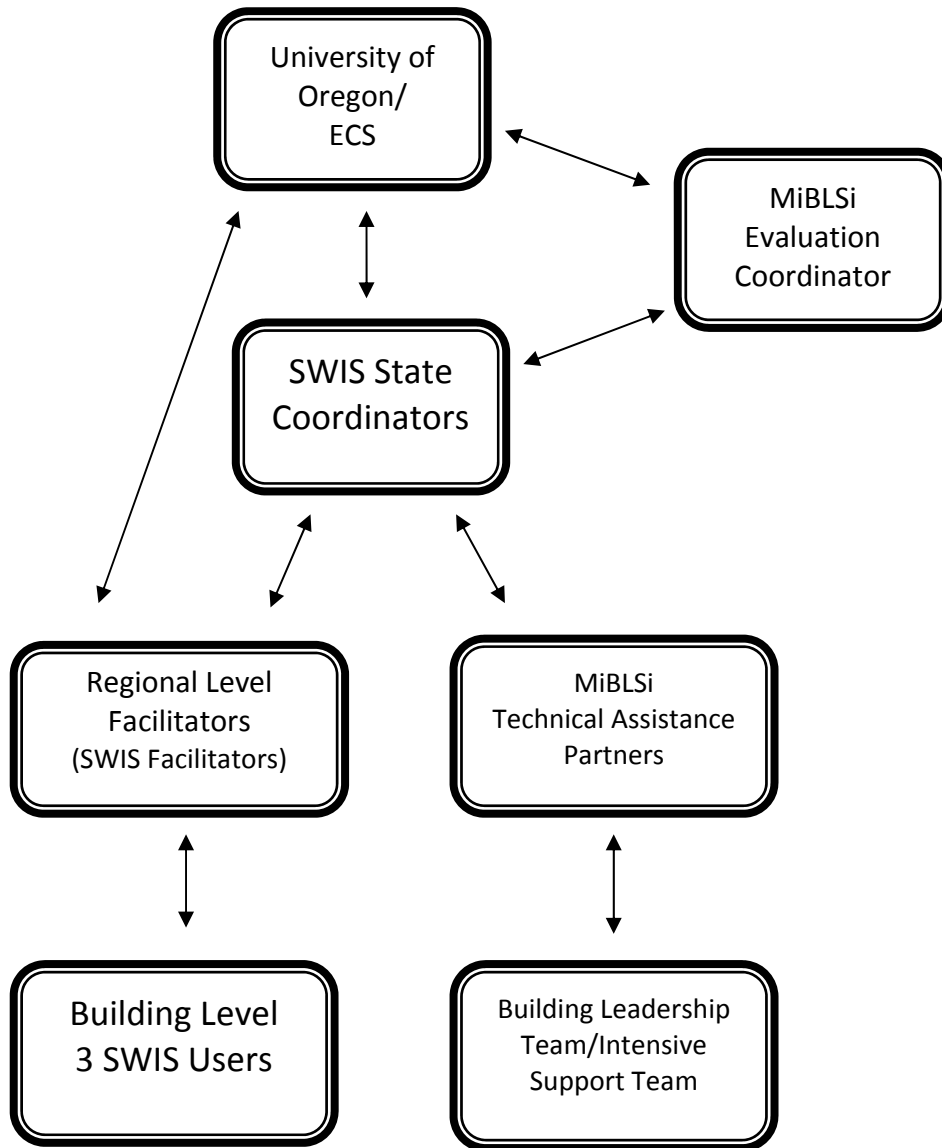 University of
Oregon/
ECS
MiBLSi
Evaluation
Coordinator
SWIS State
Coordinators
Regional Level
Facilitators
(SWIS Facilitators)
MiBLSi
Technical Assistance
Partners
Building Level
3 SWIS Users
Building Leadership
Team/Intensive
Support Team